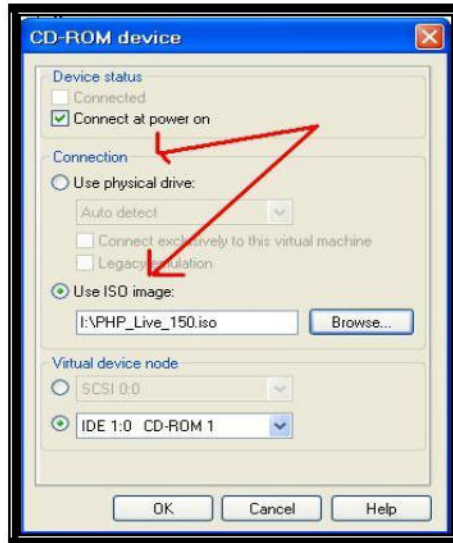 CD-ROM device
Device status
Connected
Connect at power on
Connection
Use physical drive:
Auto detect
Connect exclusively to this virtual machine
Legacy emulation
Use ISO image:
I:\PHP_Live_150.iso
Browse...
Virtual device node
SCSI 0:0
IDE 1:0 CD-ROM 1
OK Cancel Help